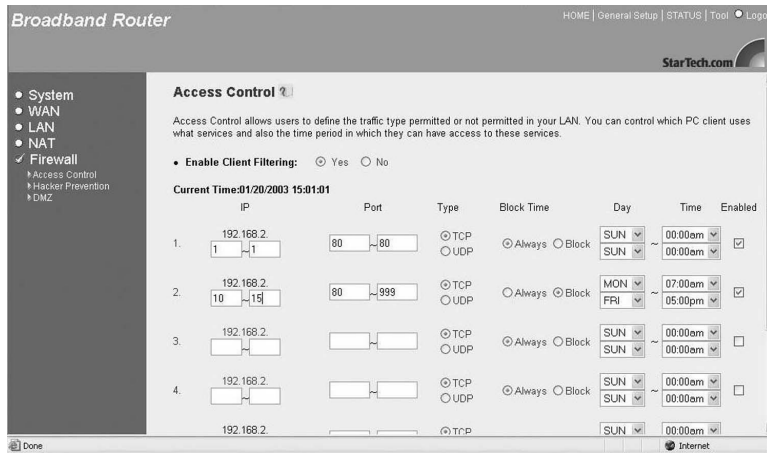 Broadband Router
HOME | General Setup | STATUS | Tool Logo
StarTech.com
System
WAN
LAN
NAT
Firewall
Access Control
Hacker Prevention
DMZ
Access Control
Access Control allows users to define the traffic type permitted or not permitted in your LAN. You can control which PC client uses
what services and also the time period in which they can have access to these services.
• Enable Client Filtering: Yes No
Current Time:01/20/2003 15:01:01
IP Port Type Block Time Day Time Enabled
1. 192.168.2. 1 ~ 1 80 ~ 80 TCP UDP Always Block SUN SUN ~ 00:00am 00:00am
2. 192.168.2. 10 ~ 15 80 ~ 999 TCP UDP Always Block MON FRI ~ 07:00am 05:00pm
3. 192.168.2. ~ ~ TCP UDP Always Block SUN SUN ~ 00:00am 00:00am
4. 192.168.2. ~ ~ TCP UDP Always Block SUN SUN ~ 00:00am 00:00am
192.168.2. TCP SUN 00:00am
Done Internet